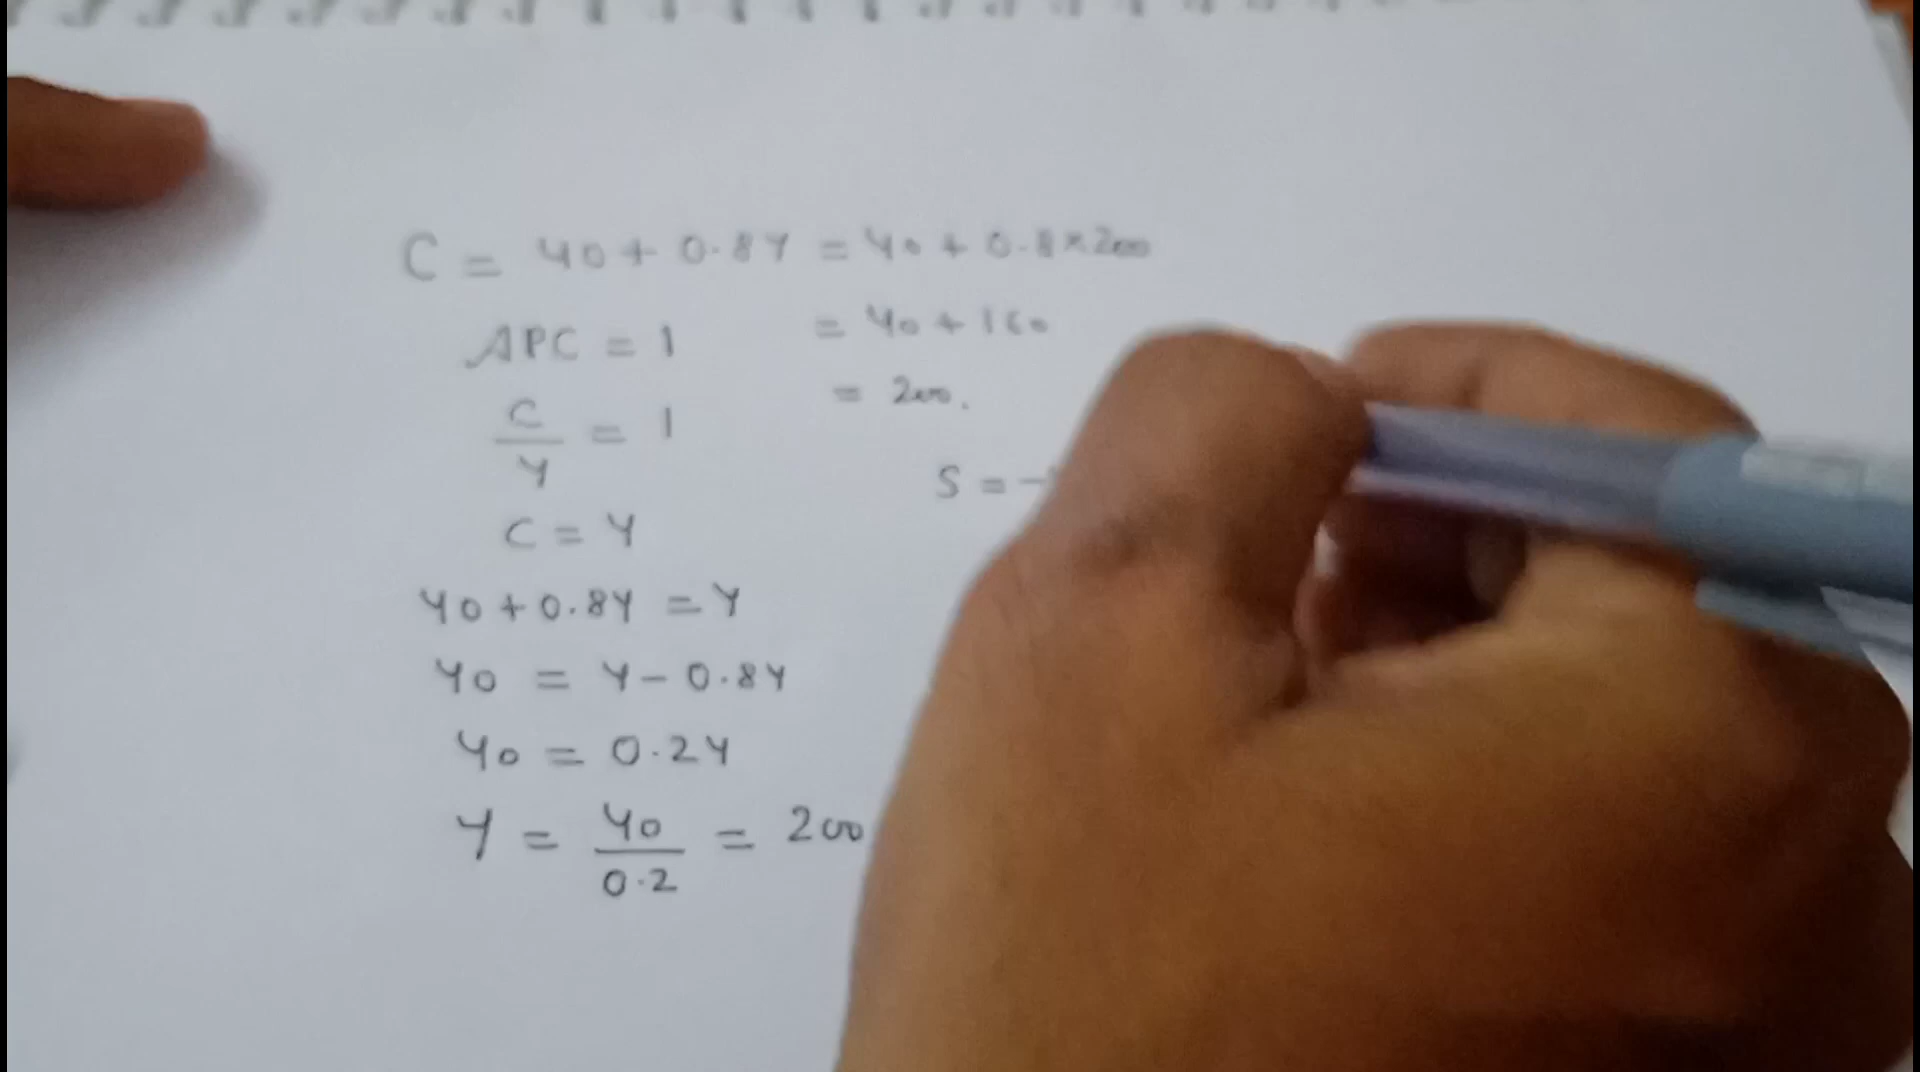 C = 40 + 0.8Y = 40 + 0.8 × 200
= 40 + 160
= 200.
APC = 1
C/Y = 1
C = Y
40 + 0.8Y = Y
40 = Y - 0.8Y
40 = 0.2Y
Y = 40/0.2 = 200
S = -